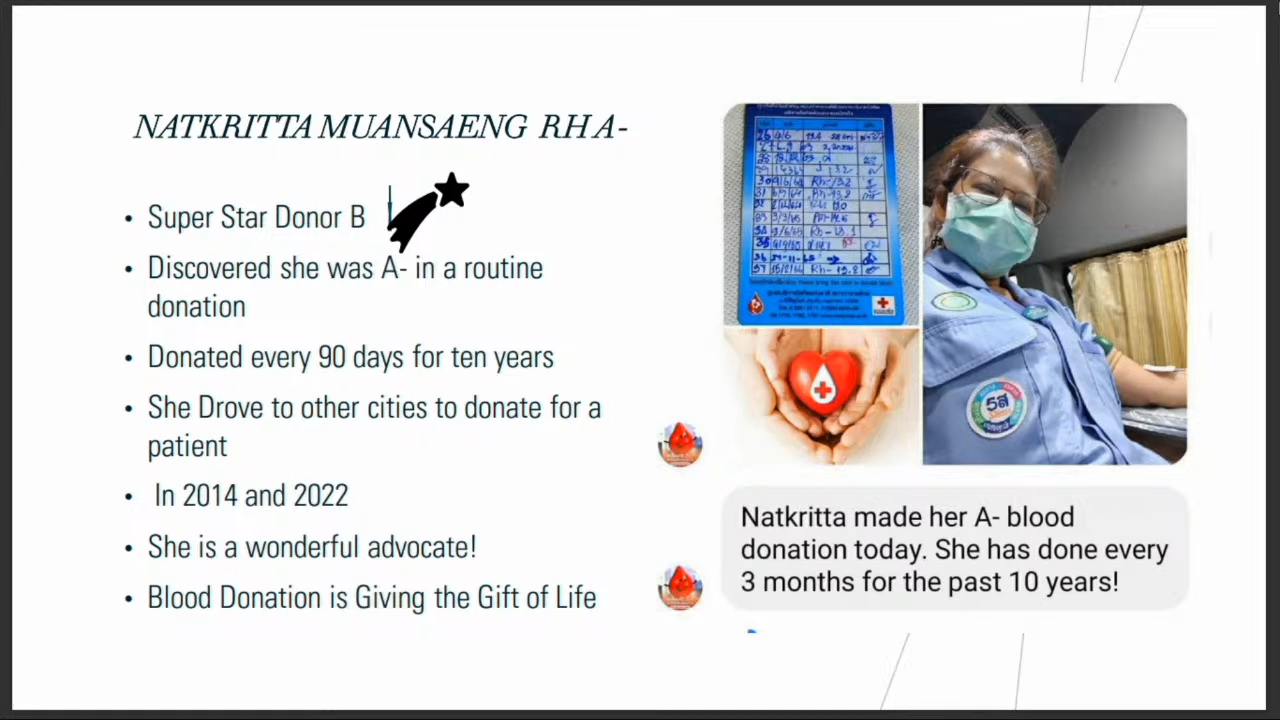 NATKRITTA MUANSAENG RH A-
• Super Star Donor B
• Discovered she was A- in a routine
donation
• Donated every 90 days for ten years
• She Drove to other cities to donate for a
patient
• In 2014 and 2022
• She is a wonderful advocate!
• Blood Donation is Giving the Gift of Life
5ส
Natkritta made her A- blood
donation today. She has done every
3 months for the past 10 years!